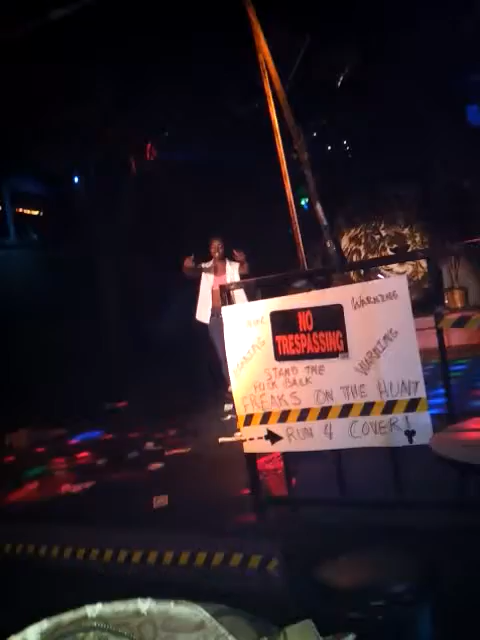 WARNING
NO
TRESPASSING
WARNING
STAND THE
FUCK BACK
FREAKS ON THE HUNT
RUN 4 COVER!